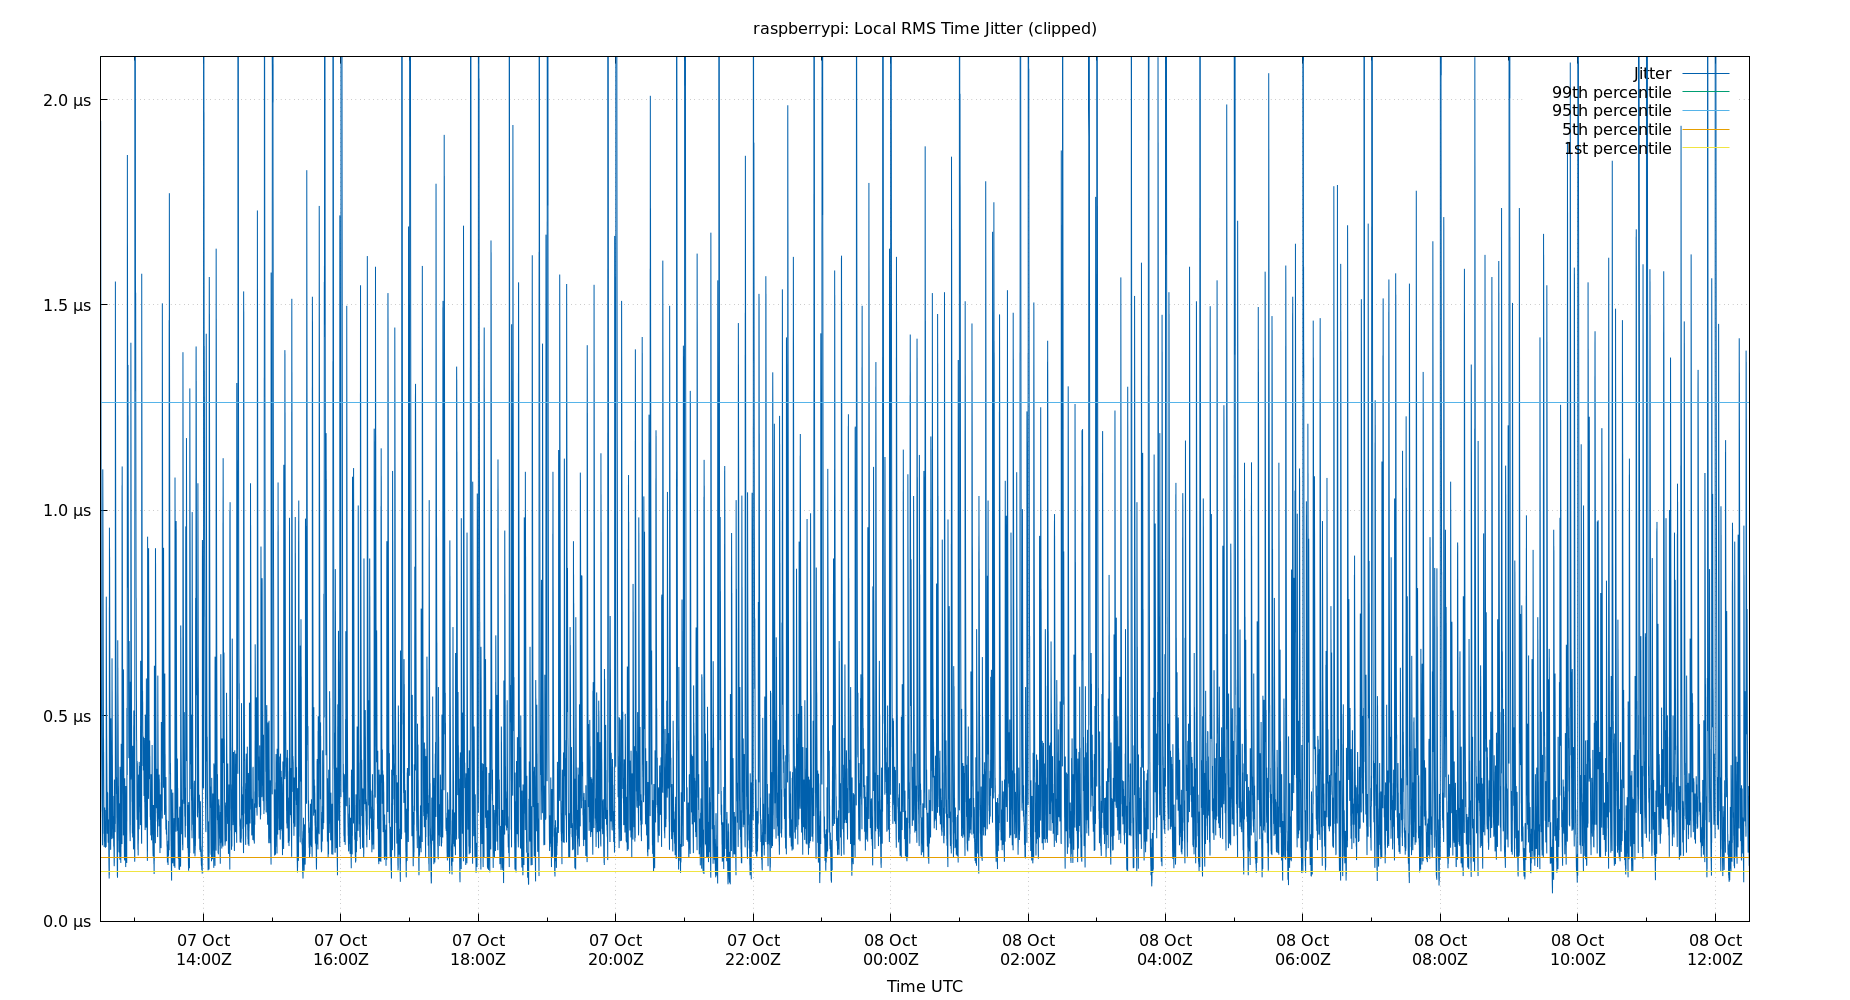 raspberrypi: Local RMS Time Jitter (clipped)
Jitter
99th percentile
95th percentile
5th percentile
1st percentile
2.0 µs
1.5 µs
1.0 µs
0.5 µs
0.0 µs
07 Oct 07 Oct 07 Oct 07 Oct 07 Oct 08 Oct 08 Oct 08 Oct 08 Oct 08 Oct 08 Oct 08 Oct
14:00Z 16:00Z 18:00Z 20:00Z 22:00Z 00:00Z 02:00Z 04:00Z 06:00Z 08:00Z 10:00Z 12:00Z
Time UTC